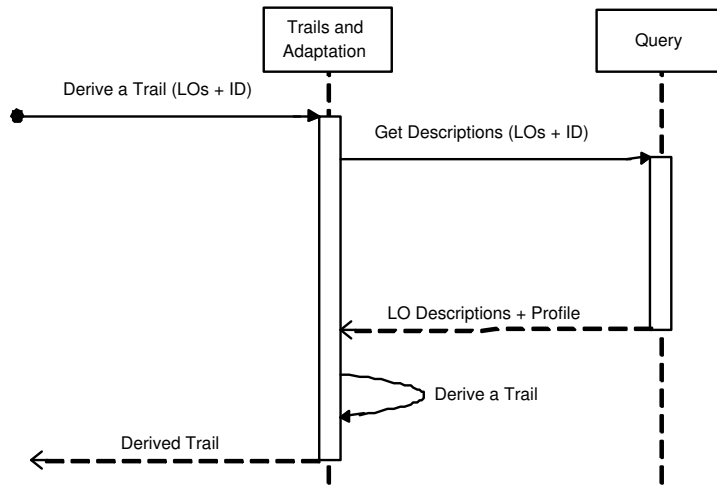 Trails and
Adaptation
Query
Derive a Trail (LOs + ID)
Get Descriptions (LOs + ID)
LO Descriptions + Profile
Derive a Trail
Derived Trail